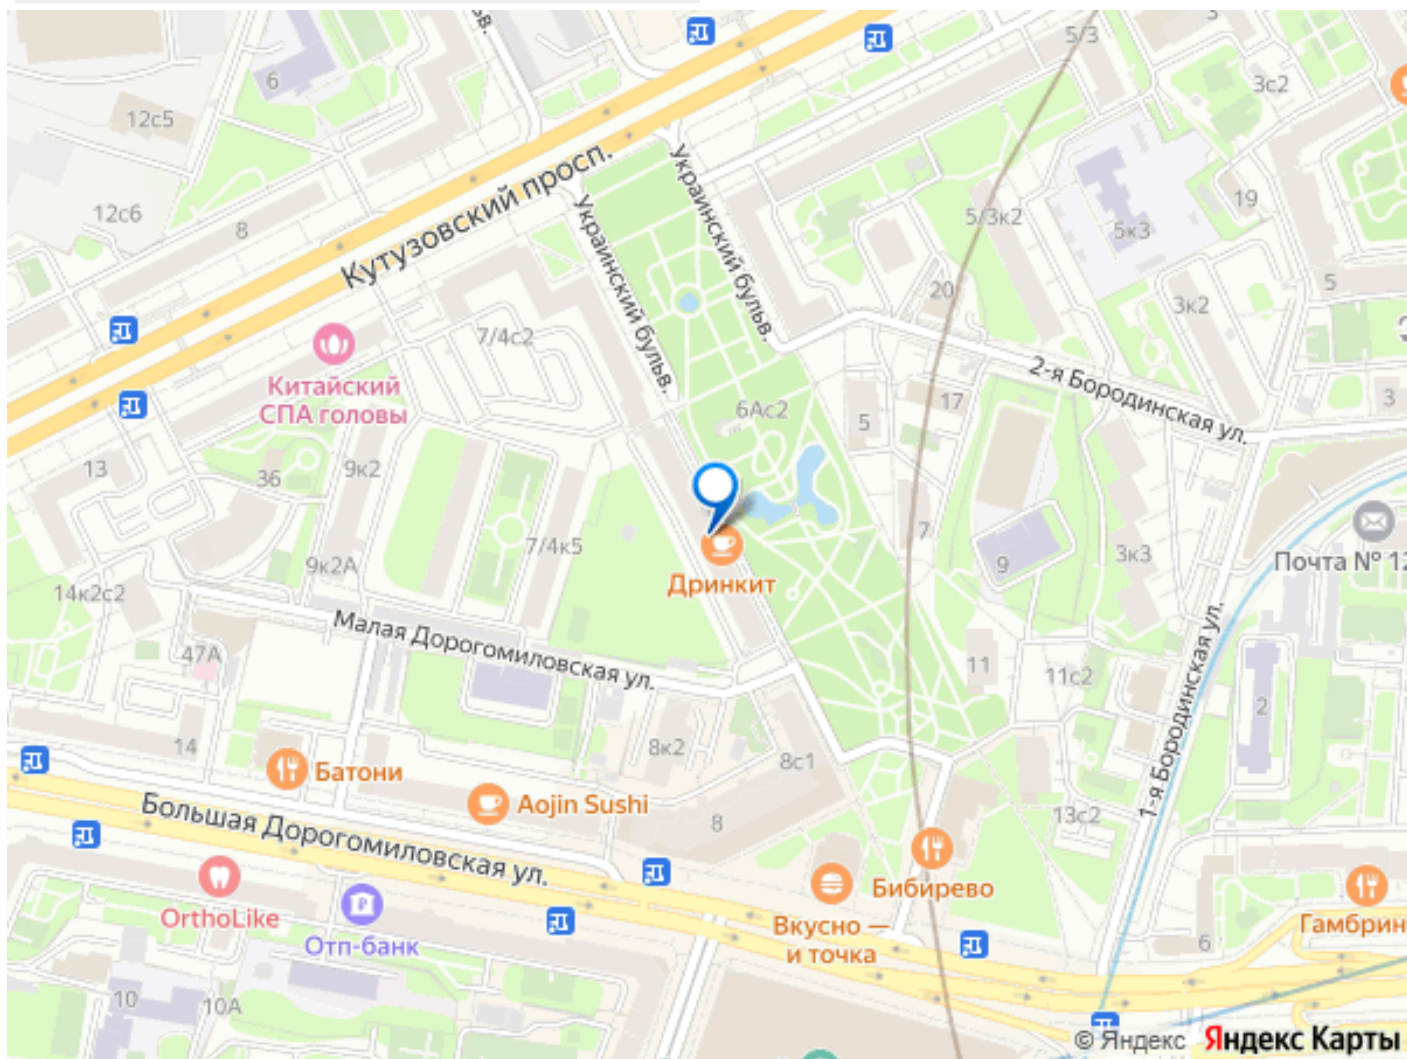 5/3
3
6
3с2
12с5
Украинский бульв.
Кутузовский просп.
19
12с6
8
Украинский бульв.
5/3к2
5к3
20
5
3к2
7/4с2
2-я Бородинская ул.
Китайский
СПА головы
6Ас2
17
3
5
13
36
9к2
7
7/4к5
3к3
9
Почта № 12
9к2А
Дринкит
14к2с2
Малая Дорогомиловская ул.
47А
11
11с2
1-я Бородинская ул.
2
14
8к2
8с1
Батони
Aojin Sushi
Большая Дорогомиловская ул.
8
13с2
Бибирево
OrthoLike
Отп-банк
Вкусно —
и точка
Гамбрин
6
10
10А
© Яндекс Яндекс Карты